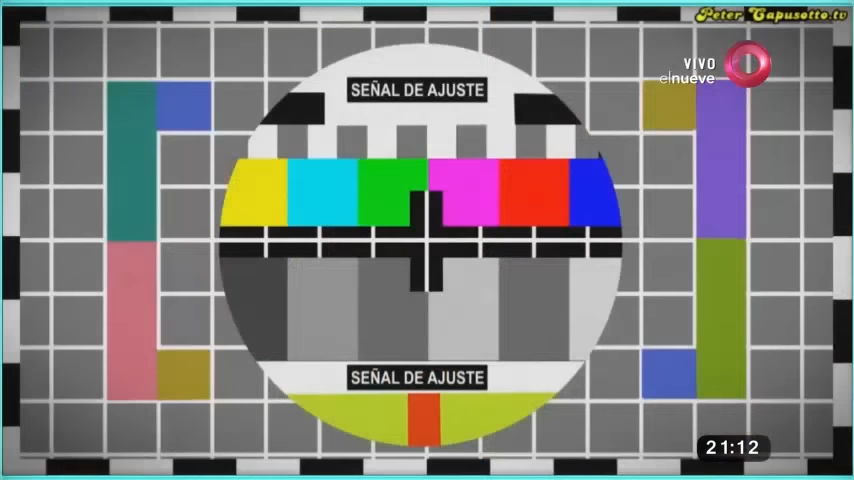 Peter Capusotto.tv
VIVO
elnueve
SEÑAL DE AJUSTE
SEÑAL DE AJUSTE
21:12